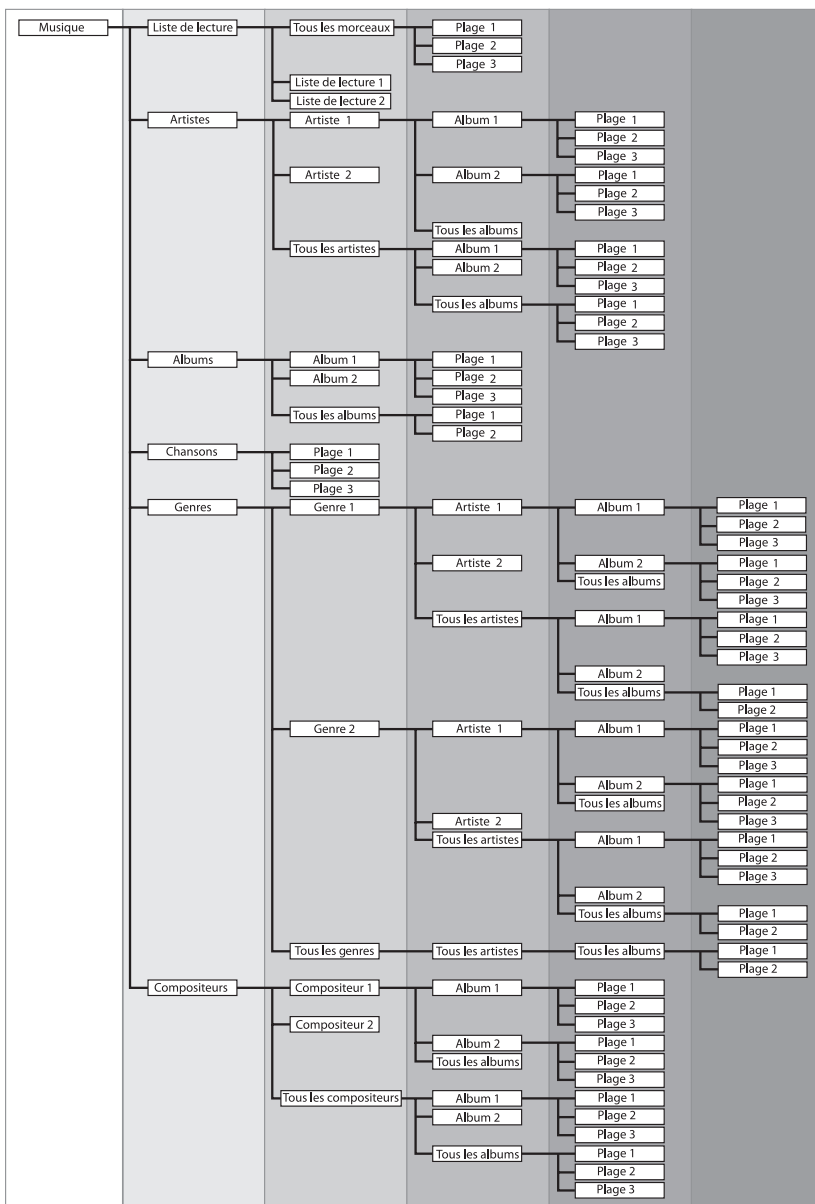 Musique Liste de lecture Tous les morceaux Plage 1
Plage 2
Plage 3
Liste de lecture 1
Liste de lecture 2
Artistes Artiste 1 Album 1 Plage 1
Plage 2
Plage 3
Artiste 2 Album 2 Plage 1
Plage 2
Plage 3
Tous les albums
Tous les artistes Album 1 Plage 1
Album 2 Plage 2
Plage 3
Tous les albums Plage 1
Plage 2
Plage 3
Albums Album 1 Plage 1
Album 2 Plage 2
Plage 3
Tous les albums Plage 1
Plage 2
Chansons Plage 1
Plage 2
Plage 3
Genres Genre 1 Artiste 1 Album 1 Plage 1
Plage 2
Plage 3
Artiste 2 Album 2 Plage 1
Tous les albums Plage 2
Plage 3
Tous les artistes Album 1 Plage 1
Plage 2
Plage 3
Album 2
Tous les albums Plage 1
Plage 2
Genre 2 Artiste 1 Album 1 Plage 1
Plage 2
Plage 3
Album 2 Plage 1
Tous les albums Plage 2
Artiste 2 Plage 3
Tous les artistes Album 1 Plage 1
Plage 2
Plage 3
Album 2
Tous les albums Plage 1
Plage 2
Tous les genres Tous les artistes Tous les albums Plage 1
Plage 2
Compositeurs Compositeur 1 Album 1 Plage 1
Plage 2
Compositeur 2 Plage 3
Album 2 Plage 1
Tous les albums Plage 2
Plage 3
Tous les compositeurs Album 1 Plage 1
Album 2 Plage 2
Plage 3
Tous les albums Plage 1
Plage 2
Plage 3